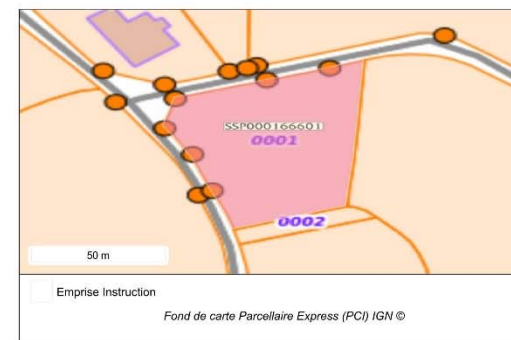 SSP000166601
0001
0002
50 m
Emprise Instruction
Fond de carte Parcellaire Express (PCI) IGN ©